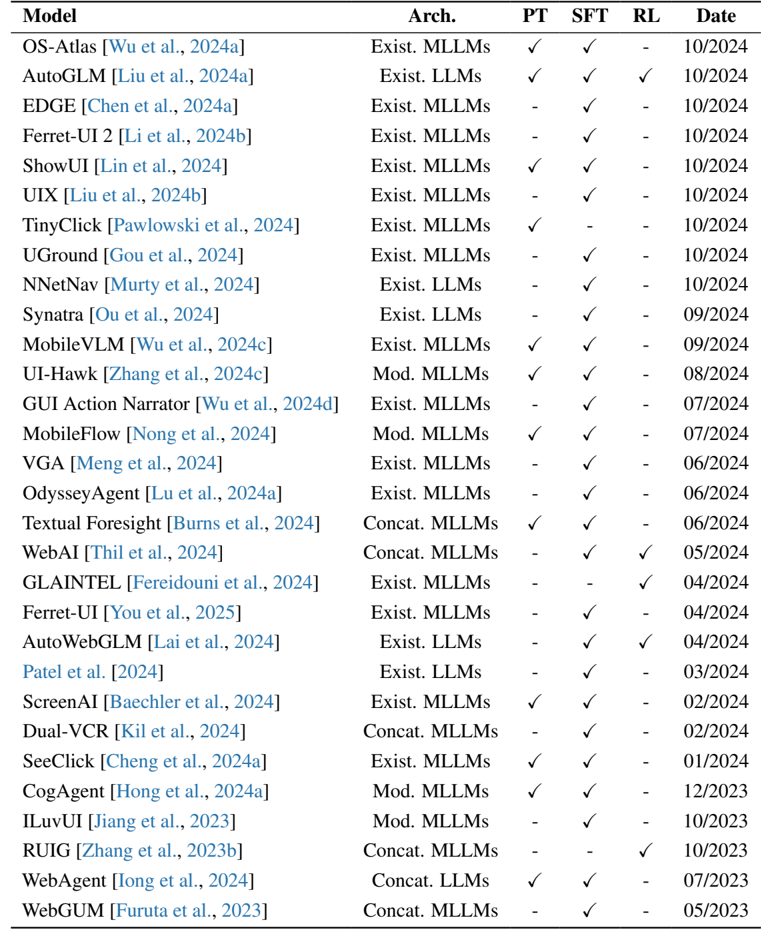 Model Arch. PT SFT RL Date
OS-Atlas [Wu et al., 2024a] Exist. MLLMs ✓ ✓ - 10/2024
AutoGLM [Liu et al., 2024a] Exist. LLMs ✓ ✓ ✓ 10/2024
EDGE [Chen et al., 2024a] Exist. MLLMs - ✓ - 10/2024
Ferret-UI 2 [Li et al., 2024b] Exist. MLLMs - ✓ - 10/2024
ShowUI [Lin et al., 2024] Exist. MLLMs ✓ ✓ - 10/2024
UIX [Liu et al., 2024b] Exist. MLLMs - ✓ - 10/2024
TinyClick [Pawlowski et al., 2024] Exist. MLLMs ✓ - - 10/2024
UGround [Gou et al., 2024] Exist. MLLMs - ✓ - 10/2024
NNetNav [Murty et al., 2024] Exist. LLMs - ✓ - 10/2024
Synatra [Ou et al., 2024] Exist. LLMs - ✓ - 09/2024
MobileVLM [Wu et al., 2024c] Exist. MLLMs ✓ ✓ - 09/2024
UI-Hawk [Zhang et al., 2024c] Mod. MLLMs ✓ ✓ - 08/2024
GUI Action Narrator [Wu et al., 2024d] Exist. MLLMs - ✓ - 07/2024
MobileFlow [Nong et al., 2024] Mod. MLLMs ✓ ✓ - 07/2024
VGA [Meng et al., 2024] Exist. MLLMs - ✓ - 06/2024
OdysseyAgent [Lu et al., 2024a] Exist. MLLMs - ✓ - 06/2024
Textual Foresight [Burns et al., 2024] Concat. MLLMs ✓ ✓ - 06/2024
WebAI [Thil et al., 2024] Concat. MLLMs - ✓ ✓ 05/2024
GLAINTEL [Fereidouni et al., 2024] Exist. MLLMs - - ✓ 04/2024
Ferret-UI [You et al., 2025] Exist. MLLMs - ✓ - 04/2024
AutoWebGLM [Lai et al., 2024] Exist. LLMs - ✓ ✓ 04/2024
Patel et al. [2024] Exist. LLMs - ✓ - 03/2024
ScreenAI [Baechler et al., 2024] Exist. MLLMs ✓ ✓ - 02/2024
Dual-VCR [Kil et al., 2024] Concat. MLLMs - ✓ - 02/2024
SeeClick [Cheng et al., 2024a] Exist. MLLMs ✓ ✓ - 01/2024
CogAgent [Hong et al., 2024a] Mod. MLLMs ✓ ✓ - 12/2023
ILuvUI [Jiang et al., 2023] Mod. MLLMs - ✓ - 10/2023
RUIG [Zhang et al., 2023b] Concat. MLLMs - - ✓ 10/2023
WebAgent [Iong et al., 2024] Concat. LLMs ✓ ✓ - 07/2023
WebGUM [Furuta et al., 2023] Concat. MLLMs - ✓ - 05/2023